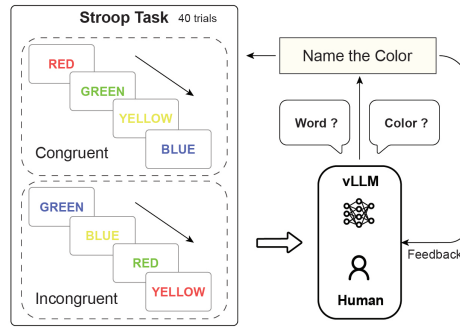 Stroop Task 40 trials
RED
GREEN
YELLOW
BLUE
Congruent
GREEN
BLUE
RED
YELLOW
Incongruent
Name the Color
Word ?
Color ?
vLLM
Human
Feedback